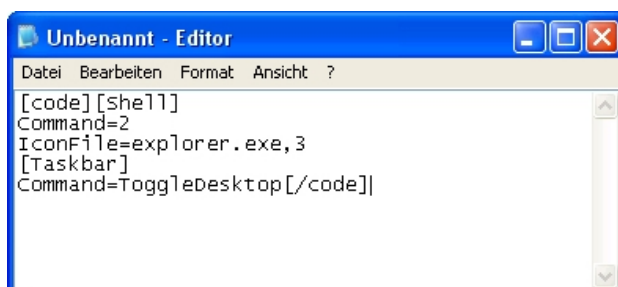 Unbenannt - Editor
Datei Bearbeiten Format Ansicht ?
[code][Shell]
Command=2
IconFile=explorer.exe,3
[Taskbar]
Command=ToggleDesktop[/code]